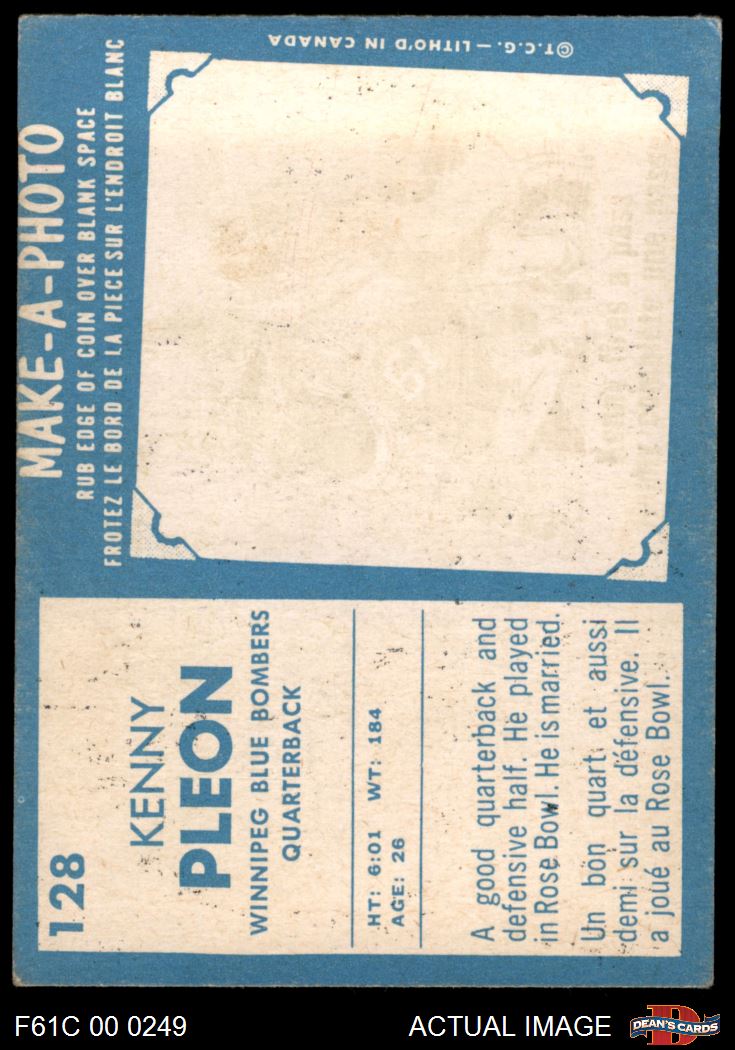 MAKE-A-PHOTO
RUB EDGE OF COIN OVER BLANK SPACE
FROTEZ LE BORD DE LA PIECE SUR L'ENDROIT BLANC
©T.C.G. — LITHO'D IN CANADA
128
KENNY
PLEON
WINNIPEG BLUE BOMBERS
QUARTERBACK
HT: 6:01 WT: 184
AGE: 26
A good quarterback and
defensive half. He played
in Rose Bowl. He is married.
Un bon quart et aussi
demi sur la défensive. Il
a joué au Rose Bowl.
F61C 00 0249
ACTUAL IMAGE
D
DEAN'S CARDS